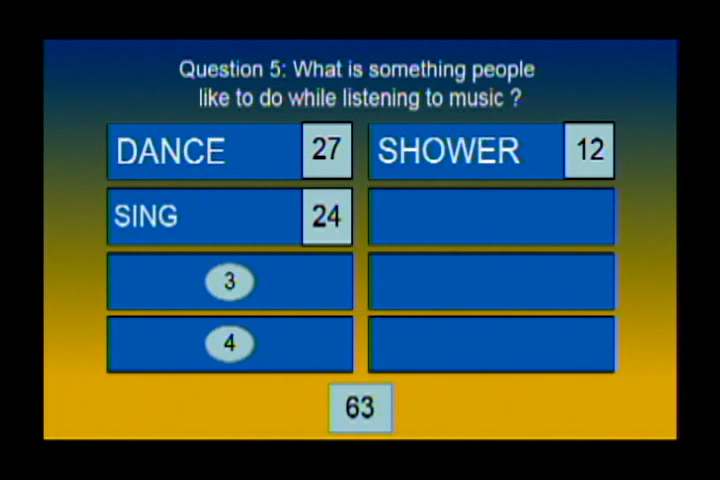 Question 5: What is something people
like to do while listening to music ?
DANCE 27 SHOWER 12
SING 24
3
4
63